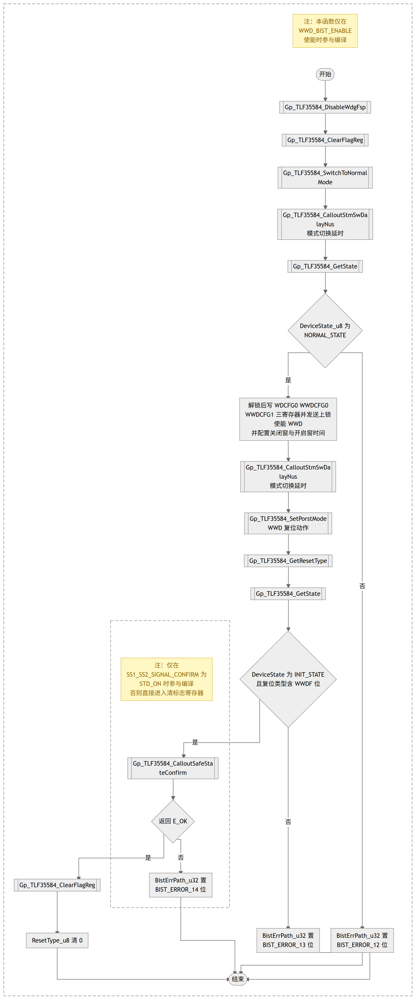 注：本函数仅在
WWD_BIST_ENABLE
使能时参与编译
开始
Gp_TLF35584_DisableWdgFsp
Gp_TLF35584_ClearFlagReg
Gp_TLF35584_SwitchToNormal
Mode
Gp_TLF35584_CalloutStmSwDa
layNus
模式切换延时
Gp_TLF35584_GetState
DeviceState_u8 为
NORMAL_STATE
是
解锁后写 WDCFG0 WWDCFG0
WWDCFG1 三寄存器并发送上锁
使能 WWD
并配置关闭窗与开启窗时间
Gp_TLF35584_CalloutStmSwDa
layNus
模式切换延时
Gp_TLF35584_SetPorstMode
WWD 复位动作
Gp_TLF35584_GetResetType
否
Gp_TLF35584_GetState
注：仅在
SS1_SS2_SIGNAL_CONFIRM 为
STD_ON 时参与编译
否则直接进入清标志寄存器
DeviceState 为 INIT_STATE
且复位类型含 WWDF 位
是
Gp_TLF35584_CalloutSafeSta
teConfirm
返回 E_OK
否
是
否
Gp_TLF35584_ClearFlagReg
BistErrPath_u32 置
BIST_ERROR_14 位
ResetType_u8 清 0
BistErrPath_u32 置
BIST_ERROR_13 位
BistErrPath_u32 置
BIST_ERROR_12 位
结束